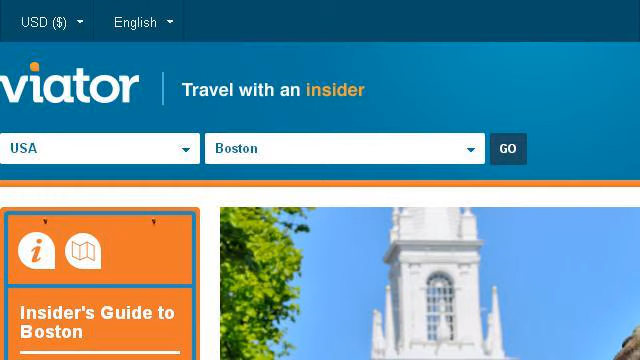 USD ($) English
viator Travel with an insider
USA Boston GO
i
Insider's Guide to
Boston